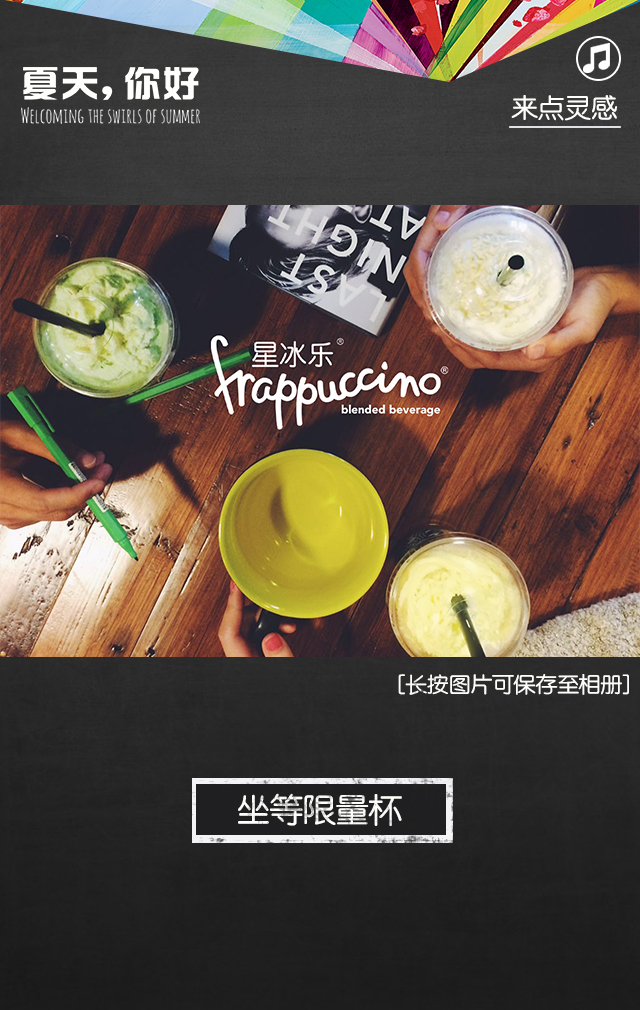 夏天，你好
WELCOMING THE SWIRLS OF SUMMER
来点灵感
LAST
NIGHT
AT
星冰乐®
frappuccino®
blended beverage
[长按图片可保存至相册]
坐等限量杯